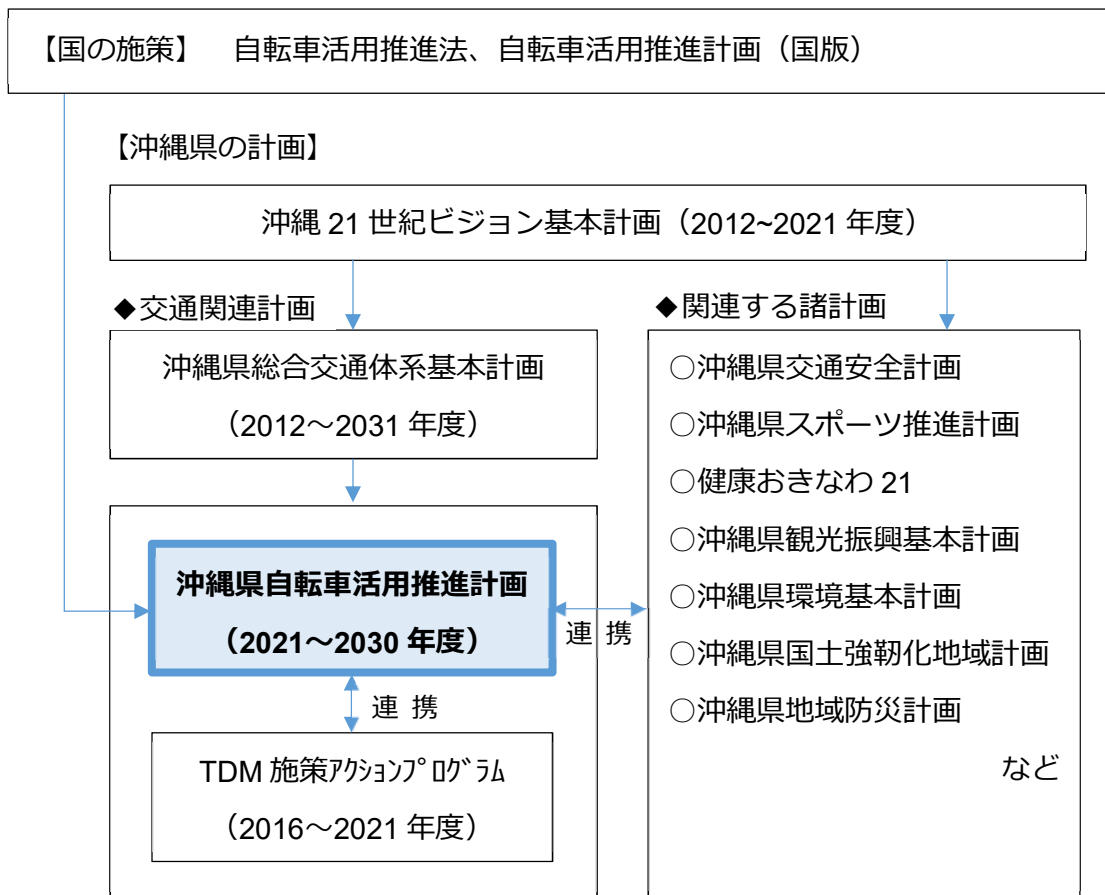 【国の施策】　自転車活用推進法、自転車活用推進計画（国版）
【沖縄県の計画】
沖縄 21 世紀ビジョン基本計画（2012~2021 年度）
◆交通関連計画
沖縄県総合交通体系基本計画
（2012～2031 年度）
沖縄県自転車活用推進計画
（2021～2030 年度）
連 携
TDM 施策ｱｸｼｮﾝﾌﾟﾛｸﾞﾗﾑ
（2016～2021 年度）
連 携
◆関連する諸計画
○沖縄県交通安全計画
○沖縄県スポーツ推進計画
○健康おきなわ 21
○沖縄県観光振興基本計画
○沖縄県環境基本計画
○沖縄県国土強靭化地域計画
○沖縄県地域防災計画
など